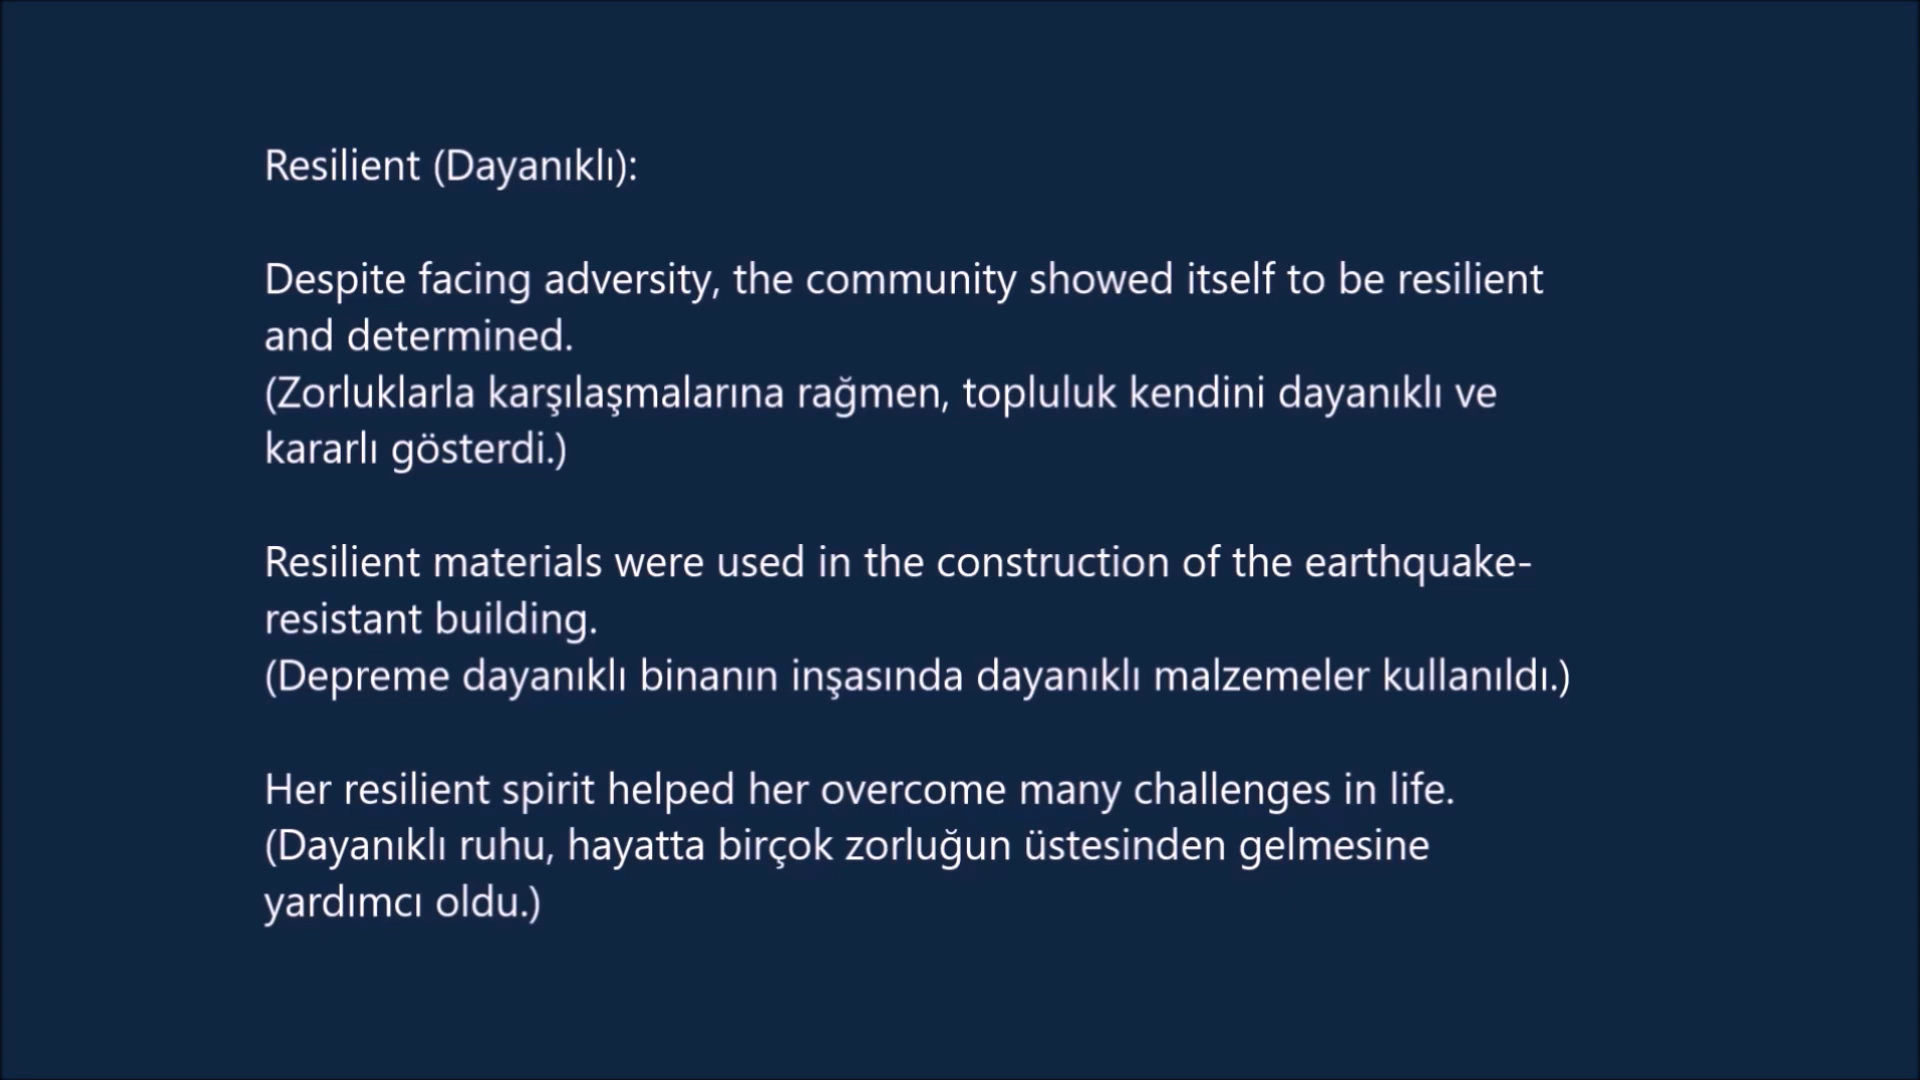 Resilient (Dayanıklı):
Despite facing adversity, the community showed itself to be resilient
and determined.
(Zorluklarla karşılaşmalarına rağmen, topluluk kendini dayanıklı ve
kararlı gösterdi.)
Resilient materials were used in the construction of the earthquake-
resistant building.
(Depreme dayanıklı binanın inşasında dayanıklı malzemeler kullanıldı.)
Her resilient spirit helped her overcome many challenges in life.
(Dayanıklı ruhu, hayatta birçok zorluğun üstesinden gelmesine
yardımcı oldu.)